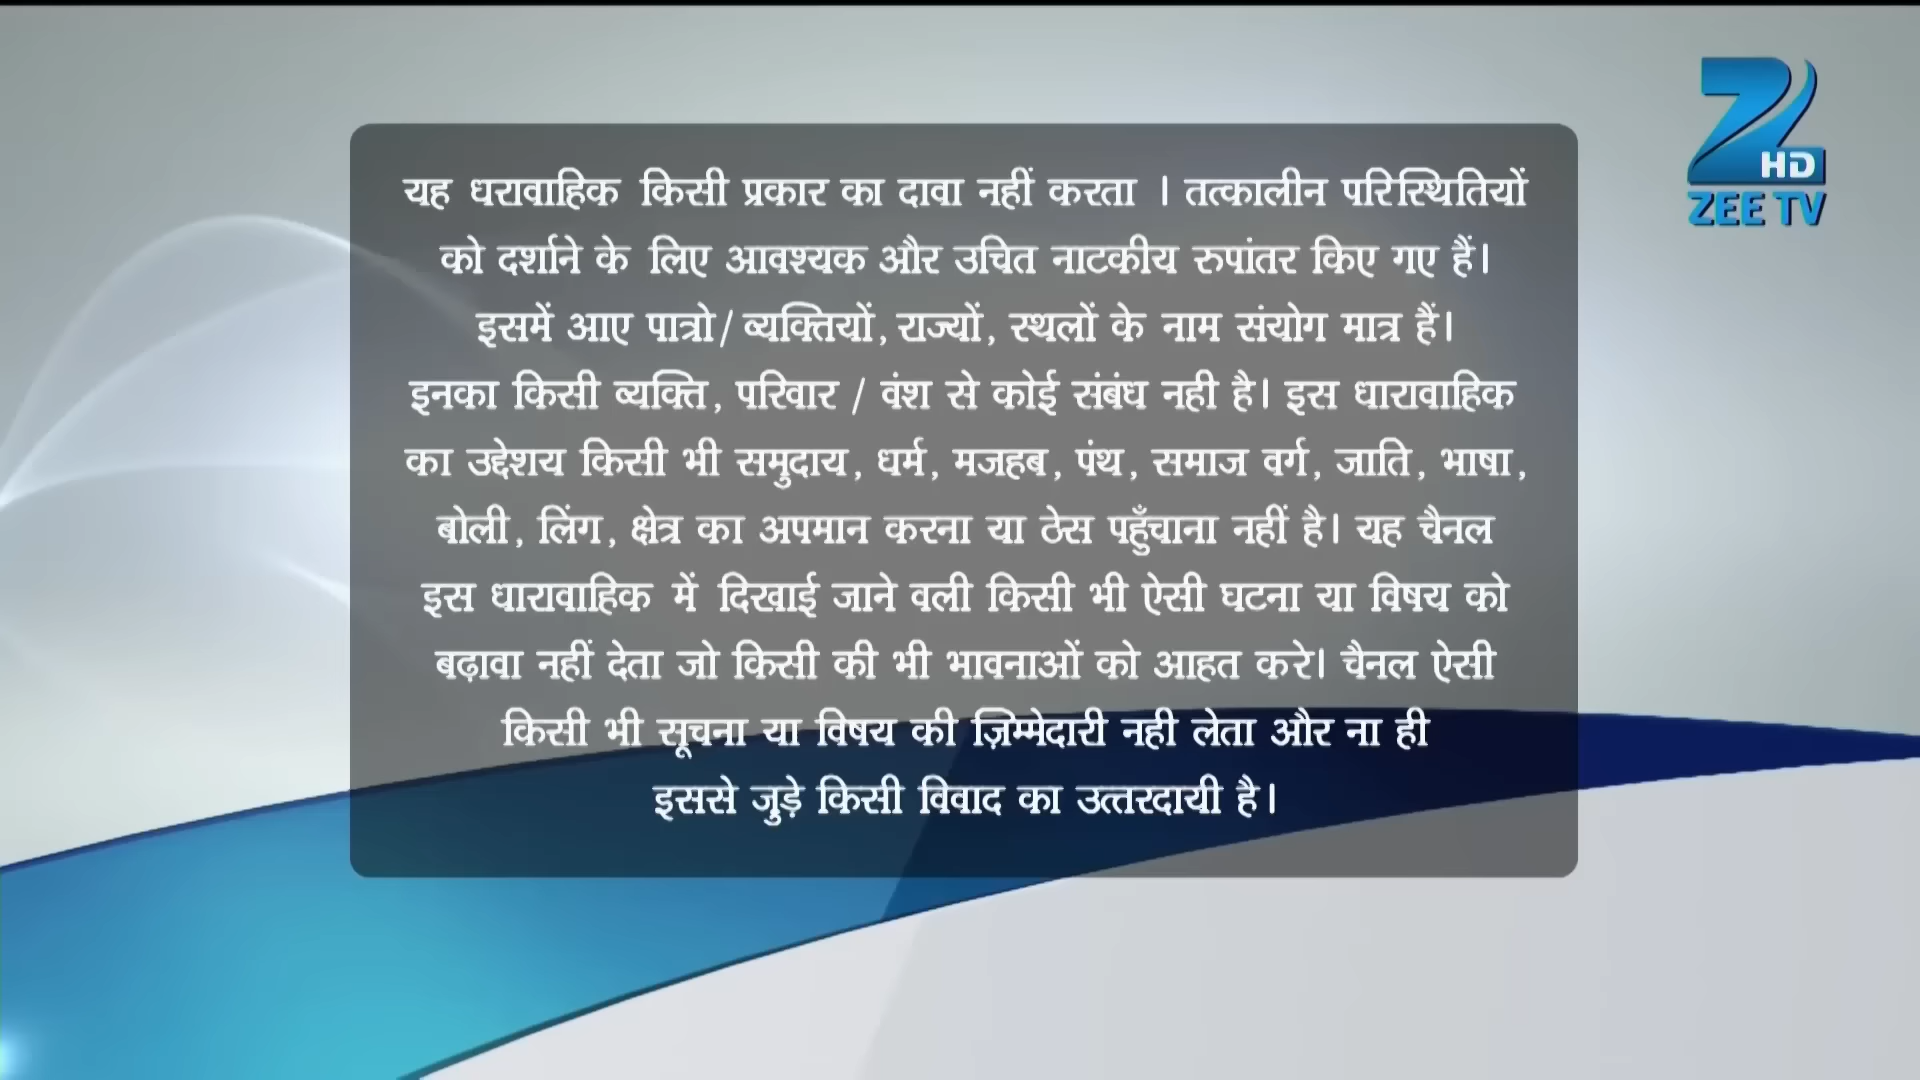 यह धरावाहिक किसी प्रकार का दावा नहीं करता । तत्कालीन परिस्थितियों
को दर्शाने के लिए आवश्यक और उचित नाटकीय रुपांतर किए गए हैं।
इसमें आए पात्रो/ व्यक्तियों, राज्यों, स्थलों के नाम संयोग मात्र हैं।
इनका किसी व्यक्ति, परिवार / वंश से कोई संबंध नही है। इस धारावाहिक
का उद्देशय किसी भी समुदाय, धर्म, मजहब, पंथ, समाज वर्ग, जाति, भाषा,
बोली, लिंग, क्षेत्र का अपमान करना या ठेस पहुँचाना नहीं है। यह चैनल
इस धारावाहिक में दिखाई जाने वली किसी भी ऐसी घटना या विषय को
बढ़ावा नहीं देता जो किसी की भी भावनाओं को आहत करे। चैनल ऐसी
किसी भी सूचना या विषय की ज़िम्मेदारी नही लेता और ना ही
इससे जुड़े किसी विवाद का उत्तरदायी है।
HD
ZEE TV